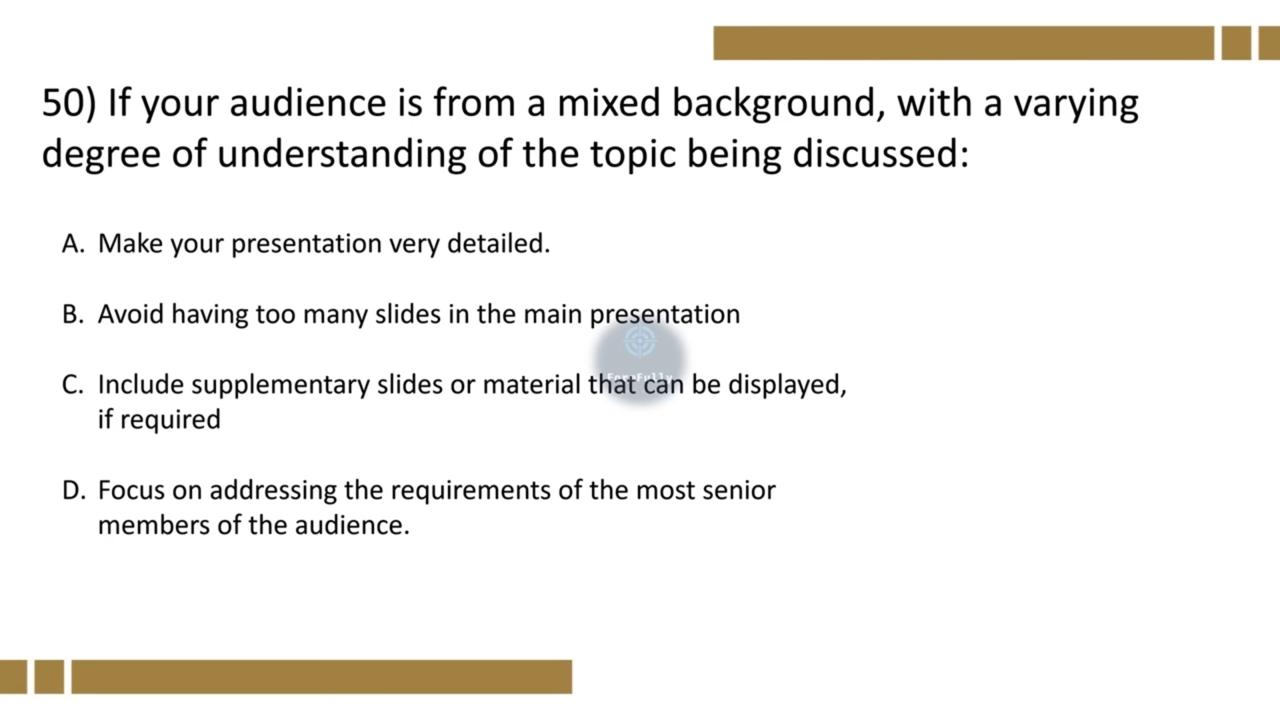 50) If your audience is from a mixed background, with a varying
degree of understanding of the topic being discussed:
A. Make your presentation very detailed.
B. Avoid having too many slides in the main presentation
C. Include supplementary slides or material that can be displayed,
if required
D. Focus on addressing the requirements of the most senior
members of the audience.